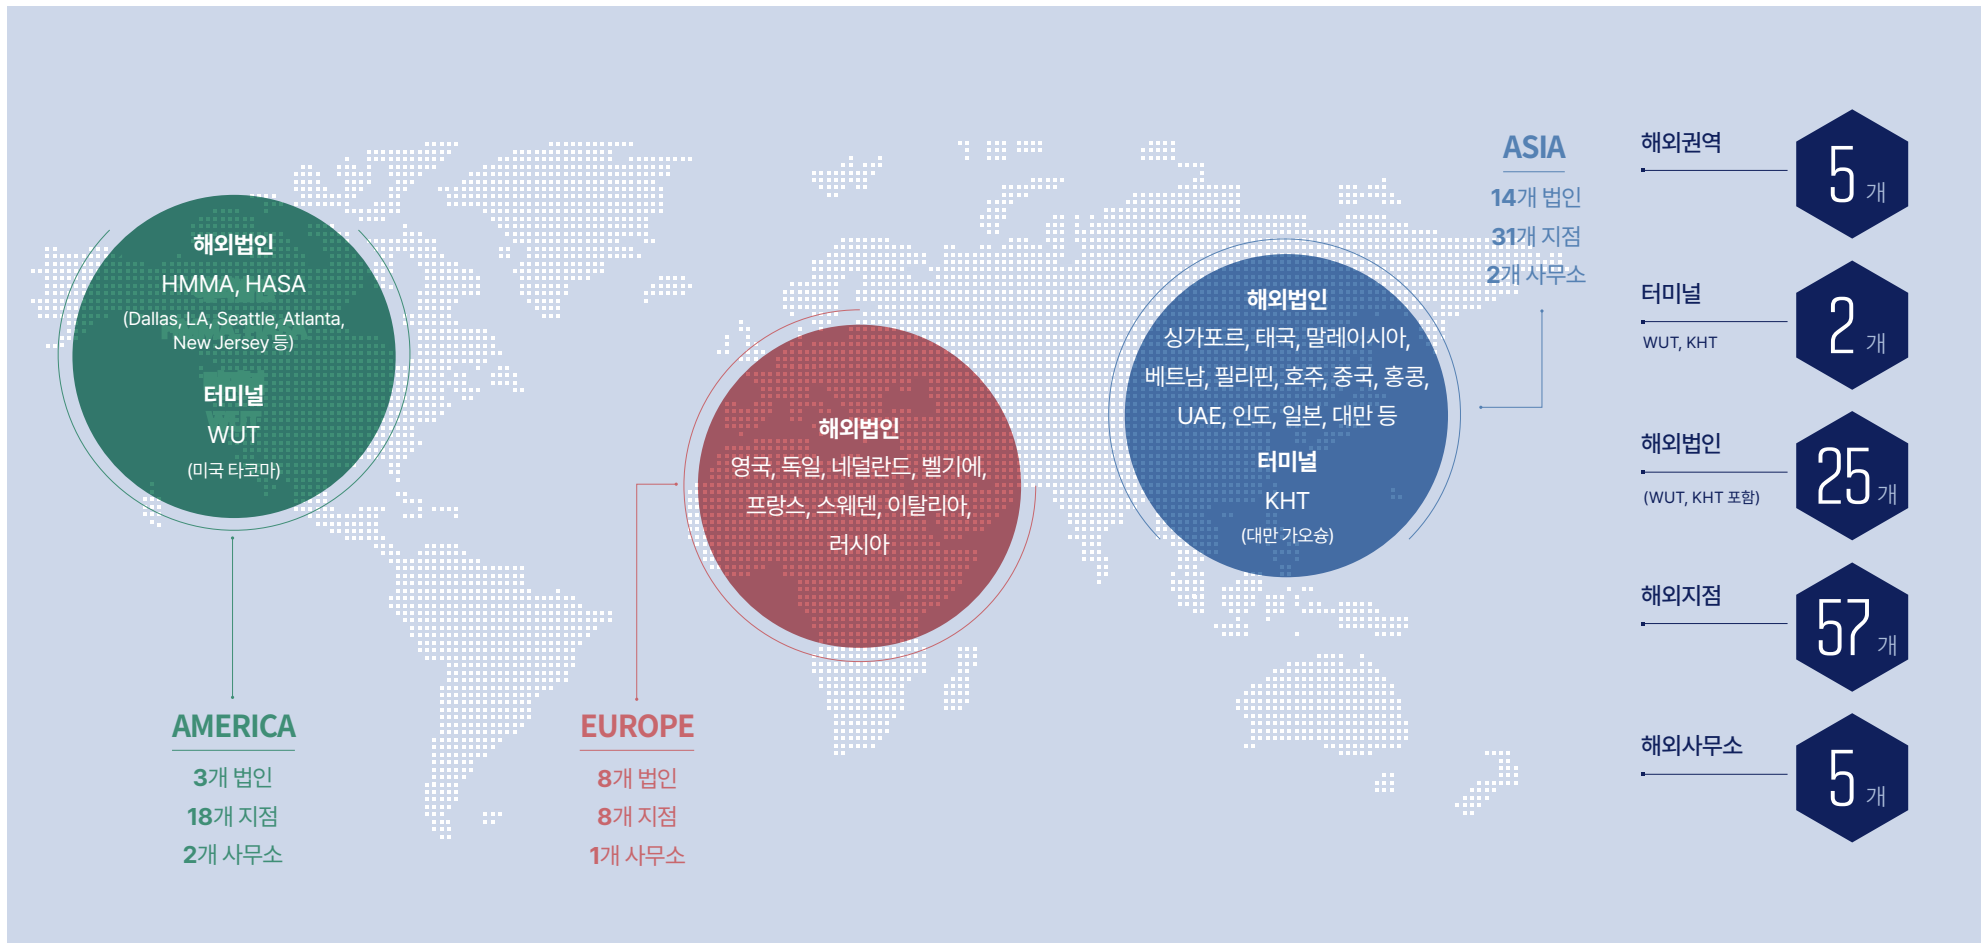 해외법인
HMMA, HASA
(Dallas, LA, Seattle, Atlanta,
New Jersey 등)
터미널
WUT
(미국 타코마)
AMERICA
3개 법인
18개 지점
2개 사무소
해외법인
영국, 독일, 네덜란드, 벨기에,
프랑스, 스웨덴, 이탈리아,
러시아
EUROPE
8개 법인
8개 지점
1개 사무소
해외법인
싱가포르, 태국, 말레이시아,
베트남, 필리핀, 호주, 중국, 홍콩,
UAE, 인도, 일본, 대만 등
터미널
KHT
(대만 가오슝)
ASIA
14개 법인
31개 지점
2개 사무소
해외권역
5 개
터미널
WUT, KHT
2 개
해외법인
(WUT, KHT 포함)
25 개
해외지점
57 개
해외사무소
5 개